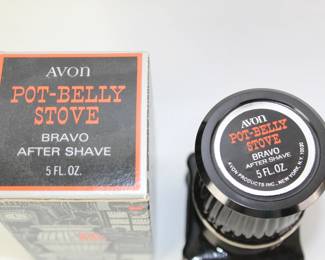 AVON
POT-BELLY
STOVE
BRAVO
AFTER SHAVE
5 FL. OZ.
AVON
POT-BELLY
STOVE
BRAVO
AFTER SHAVE
5 FL. OZ.
AVON PRODUCTS INC., NEW YORK, N.Y. 10020